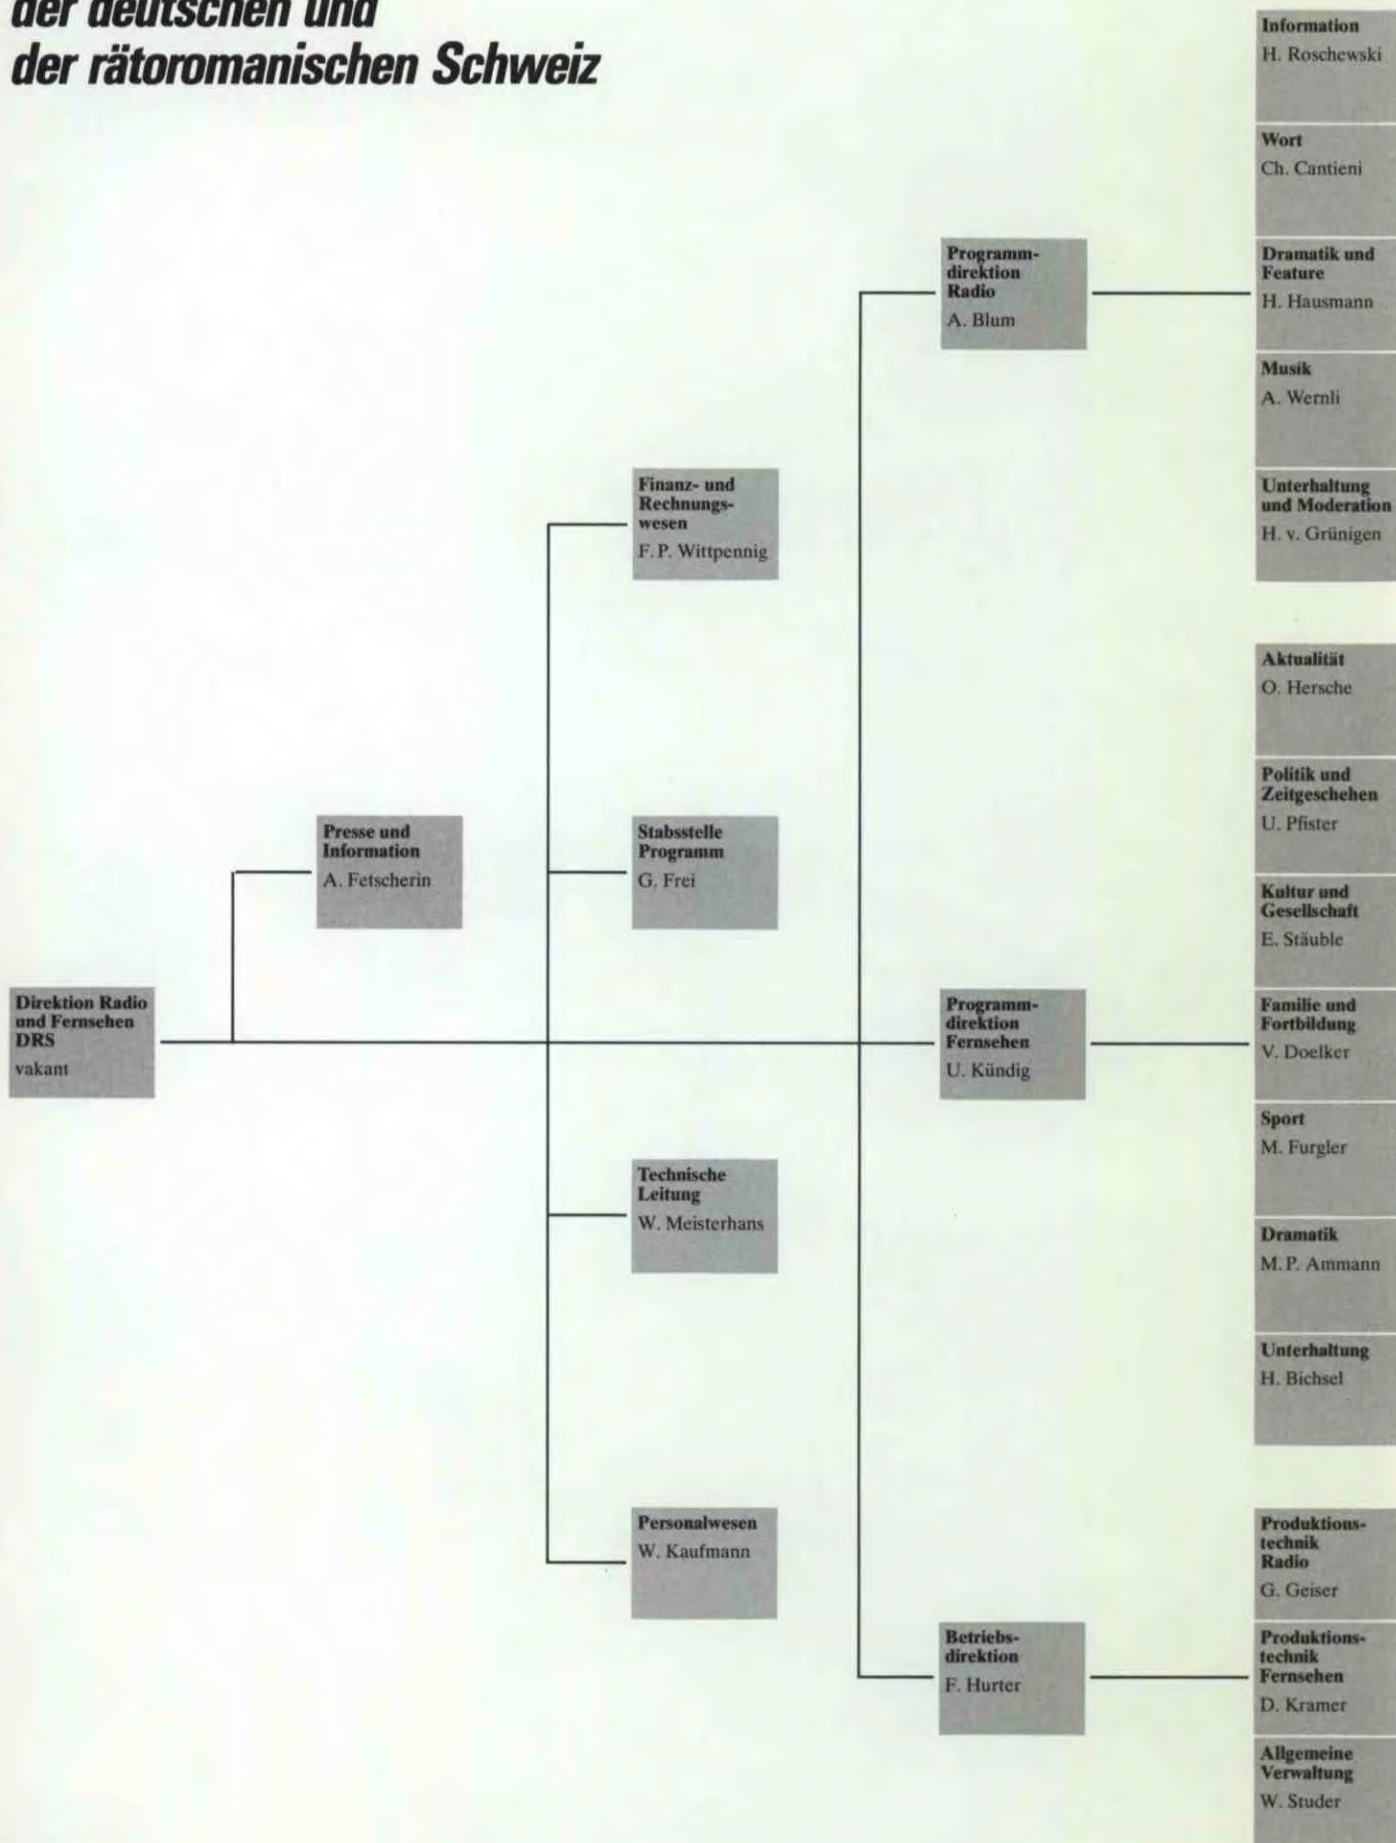 der deutschen und
der rätoromanischen Schweiz
Direktion Radio
und Fernsehen
DRS
vakant
Presse und
Information
A. Fetscherin
Finanz- und
Rechnungs-
wesen
F. P. Wittpennig
Stabsstelle
Programm
G. Frei
Technische
Leitung
W. Meisterhans
Personalwesen
W. Kaufmann
Programm-
direktion
Radio
A. Blum
Programm-
direktion
Fernsehen
U. Kündig
Betriebs-
direktion
F. Hurter
Information
H. Roschewski
Wort
Ch. Cantieni
Dramatik und
Feature
H. Hausmann
Musik
A. Wernli
Unterhaltung
und Moderation
H. v. Grünigen
Aktualität
O. Hersche
Politik und
Zeitgeschehen
U. Pfister
Kultur und
Gesellschaft
E. Stäuble
Familie und
Fortbildung
V. Doelker
Sport
M. Furgler
Dramatik
M. P. Ammann
Unterhaltung
H. Bichsel
Produktions-
technik
Radio
G. Geiser
Produktions-
technik
Fernsehen
D. Kramer
Allgemeine
Verwaltung
W. Studer